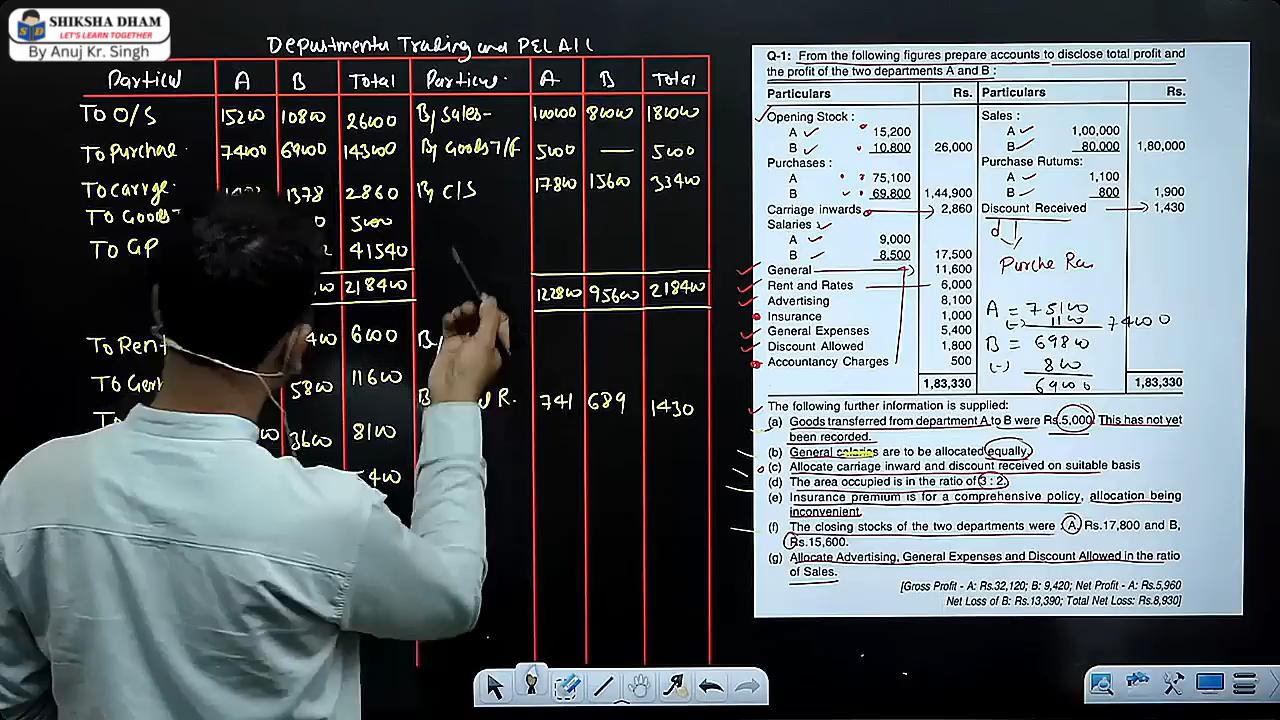 SHIKSHA DHAM
LET'S LEARN TOGETHER
By Anuj Kr. Singh
Departmental Trading and P&L A/c
Particul A B Total Particul. A B Total
To O/S 15200 10800 26000 By Sales- 100000 80000 180000
To Purchase. 74000 69000 143000 By Goods T/F 5000 — 5000
To Carrge. 1378 2860 By C/S 17800 15600 33400
To Goods 0 5000
To GP 2 41540
218400 122800 95600 218400
To Rent 400 6000 By
To Gen 5800 11600 R. 741 689 1430
3600 8100
Q-1: From the following figures prepare accounts to disclose total profit and
the profit of the two departments A and B :
Particulars Rs. Particulars Rs.
Opening Stock : Sales :
A 15,200 A 1,00,000
B 10,800 26,000 B 80,000 1,80,000
Purchases : Purchase Ruturns:
A 75,100 A 1,100
B 69,800 1,44,900 B 800 1,900
Carriage inwards 2,860 Discount Received 1,430
Salaries
A 9,000
B 8,500 17,500
General 11,600
Rent and Rates 6,000
Advertising 8,100
Insurance 1,000
General Expenses 5,400
Discount Allowed 1,800
Accountancy Charges 500
1,83,330 1,83,330
Purche Ra
A = 75100
(-) 1100 74000
B = 69800
(-) 800
69000
The following further information is supplied:
(a) Goods transferred from department A to B were Rs.5,000. This has not yet
been recorded.
(b) General salaries are to be allocated equally.
(c) Allocate carriage inward and discount received on suitable basis
(d) The area occupied is in the ratio of 3 : 2.
(e) Insurance premium is for a comprehensive policy, allocation being
inconvenient.
(f) The closing stocks of the two departments were : A Rs.17,800 and B,
Rs.15,600.
(g) Allocate Advertising, General Expenses and Discount Allowed in the ratio
of Sales.
[Gross Profit - A: Rs.32,120; B: 9,420; Net Profit - A: Rs.5,960
Net Loss of B: Rs.13,390; Total Net Loss: Rs.8,930]